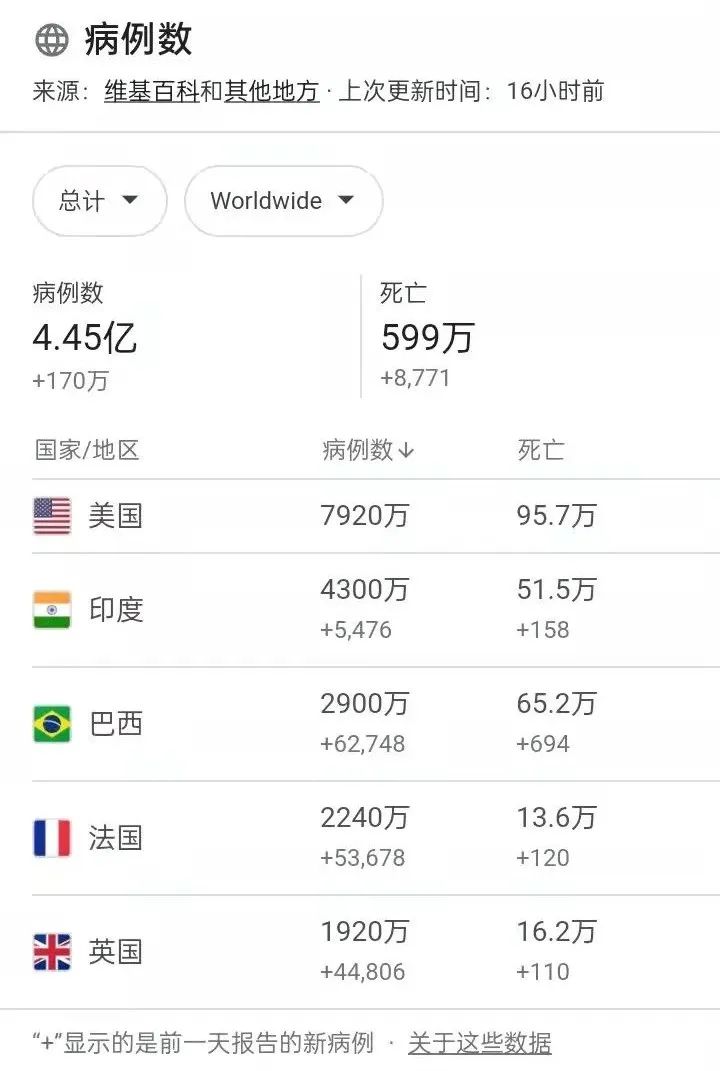 病例数
来源：维基百科和其他地方 · 上次更新时间：16小时前
总计 Worldwide
病例数 死亡
4.45亿 599万
+170万 +8,771
国家/地区 病例数↓ 死亡
美国 7920万 95.7万
4300万 51.5万
印度
+5,476 +158
2900万 65.2万
巴西
+62,748 +694
2240万 13.6万
法国
+53,678 +120
1920万 16.2万
英国
+44,806 +110
“+”显示的是前一天报告的新病例 · 关于这些数据